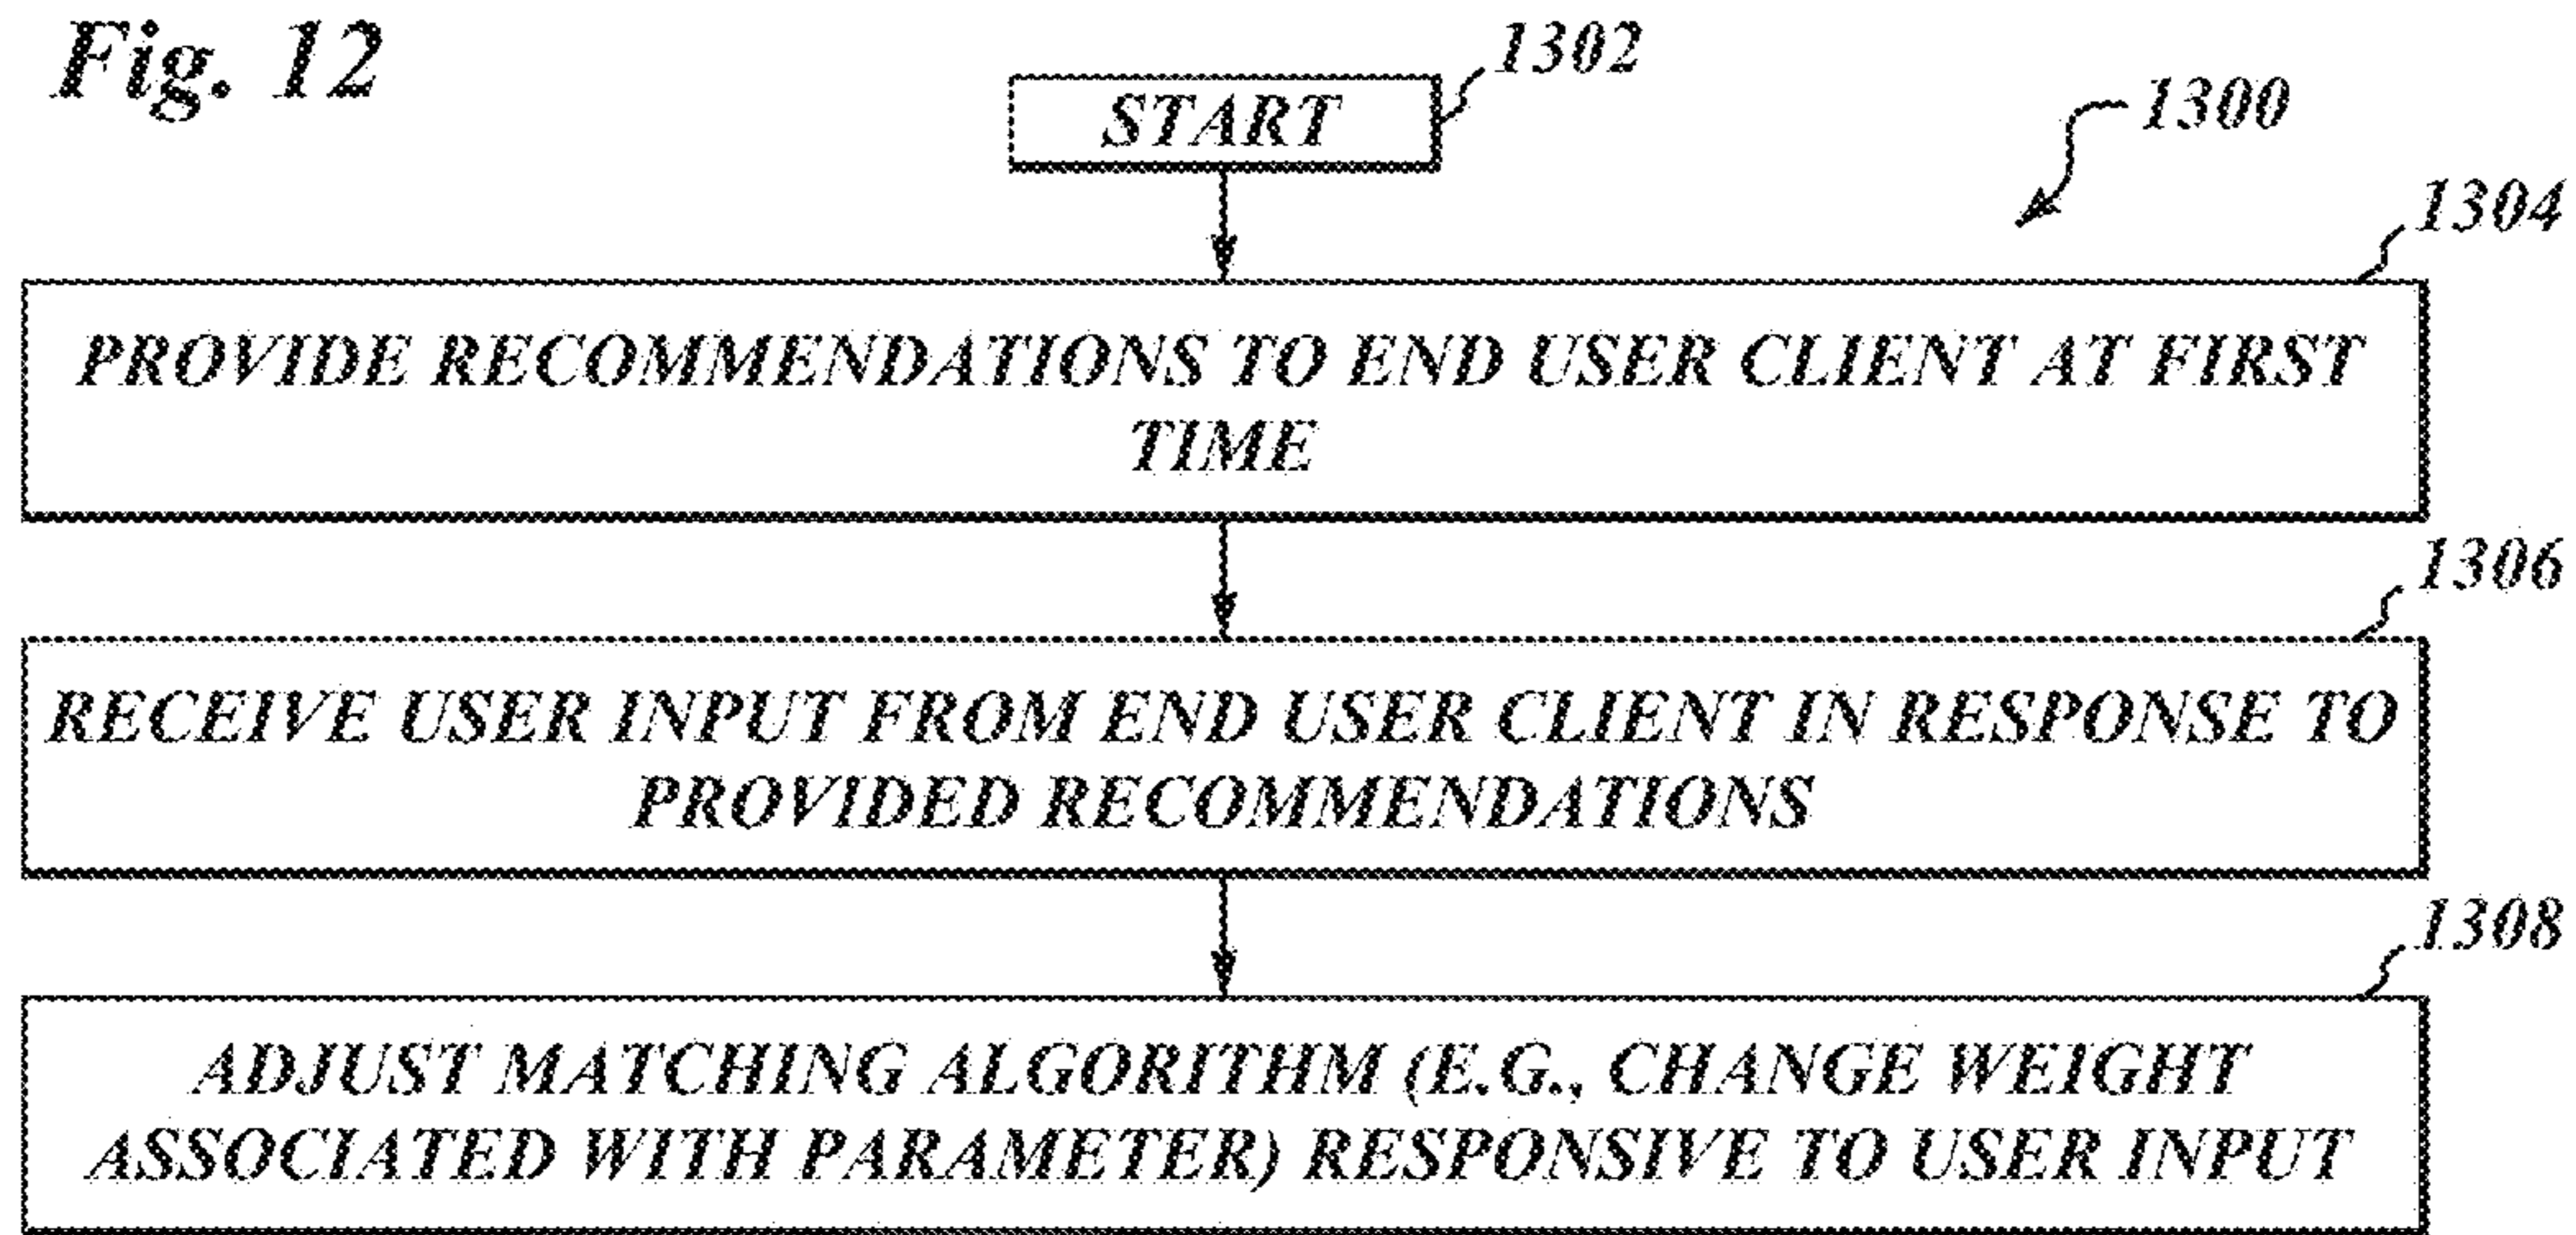 Fig. 12
1302
START
1300
1304
PROVIDE RECOMMENDATIONS TO END USER CLIENT AT FIRST
TIME
1306
RECEIVE USER INPUT FROM END USER CLIENT IN RESPONSE TO
PROVIDED RECOMMENDATIONS
1308
ADJUST MATCHING ALGORITHM (E.G., CHANGE WEIGHT
ASSOCIATED WITH PARAMETER) RESPONSIVE TO USER INPUT